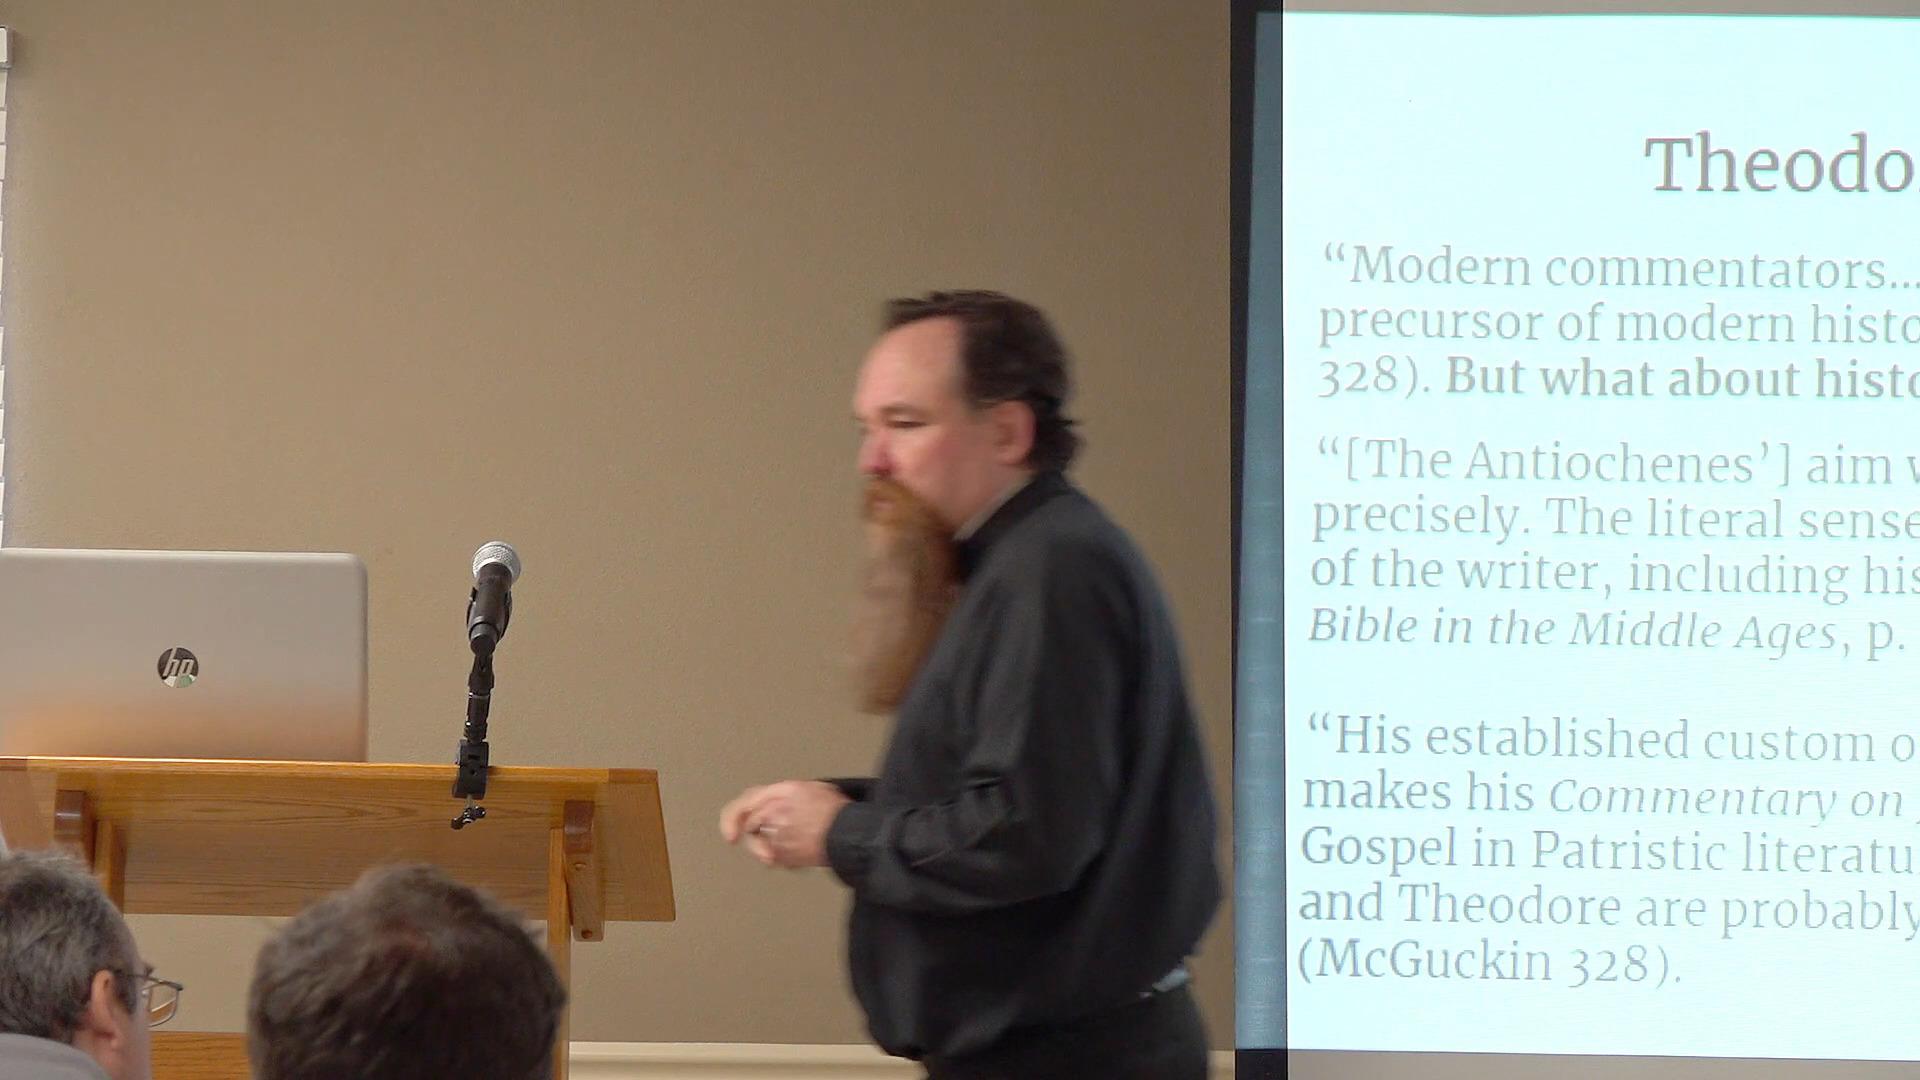 hp
Theodo
“Modern commentators...
precursor of modern histo
328). But what about histo
“[The Antiochenes’] aim w
precisely. The literal sense
of the writer, including his
Bible in the Middle Ages, p.
“His established custom o
makes his Commentary on
Gospel in Patristic literatu
and Theodore are probably
(McGuckin 328).